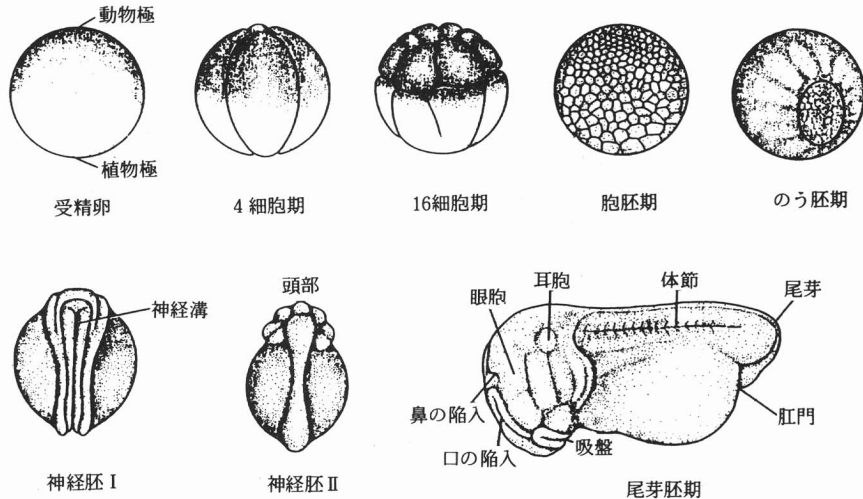 動物極
植物極
受精卵
4細胞期
16細胞期
胞胚期
のう胚期
神経溝
神経胚Ⅰ
頭部
神経胚Ⅱ
眼胞
耳胞
体節
尾芽
鼻の陥入
口の陥入
吸盤
肛門
尾芽胚期